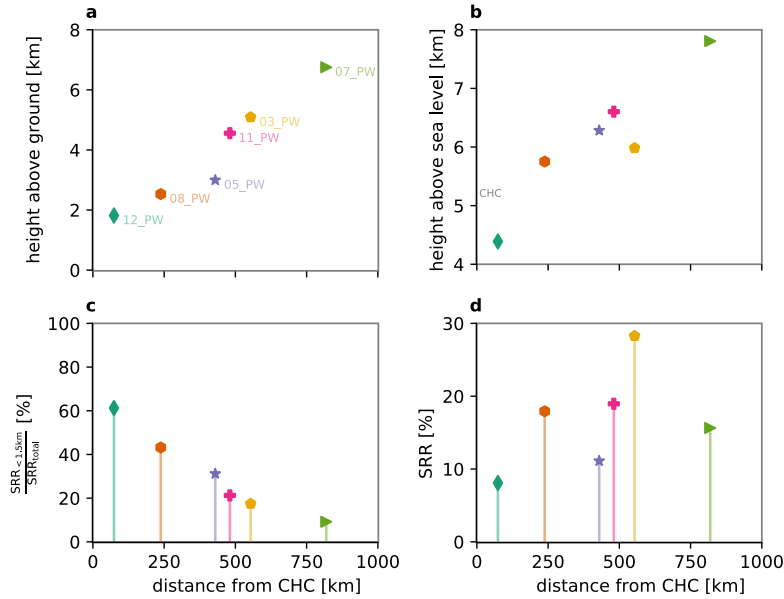 a
height above ground [km]
8
6
4
2
0
07_PW
03_PW
11_PW
05_PW
08_PW
12_PW
b
height above sea level [km]
8
7
6
5
4
CHC
c
SRR<1.5km
SRRtotal
[%]
100
80
60
40
20
0
0 250 500 750 1000
distance from CHC [km]
d
SRR [%]
30
20
10
0
0 250 500 750 1000
distance from CHC [km]